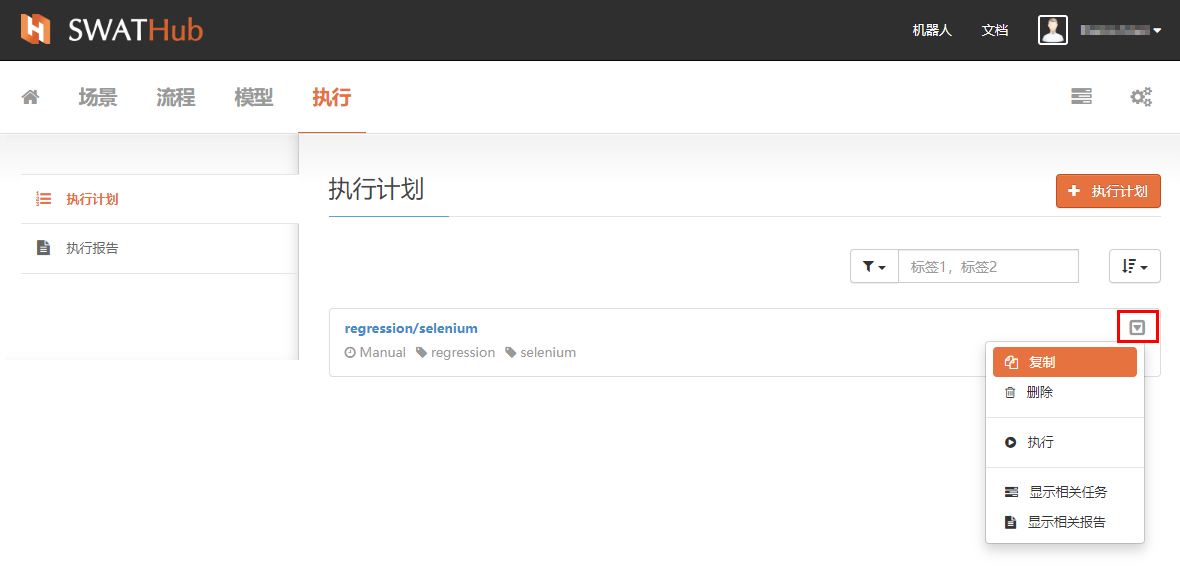 SWATHub 机器人 文档
场景 流程 模型 执行
执行计划
执行报告
执行计划
执行计划
标签1，标签2
regression/selenium
Manual regression selenium
复制
删除
执行
显示相关任务
显示相关报告